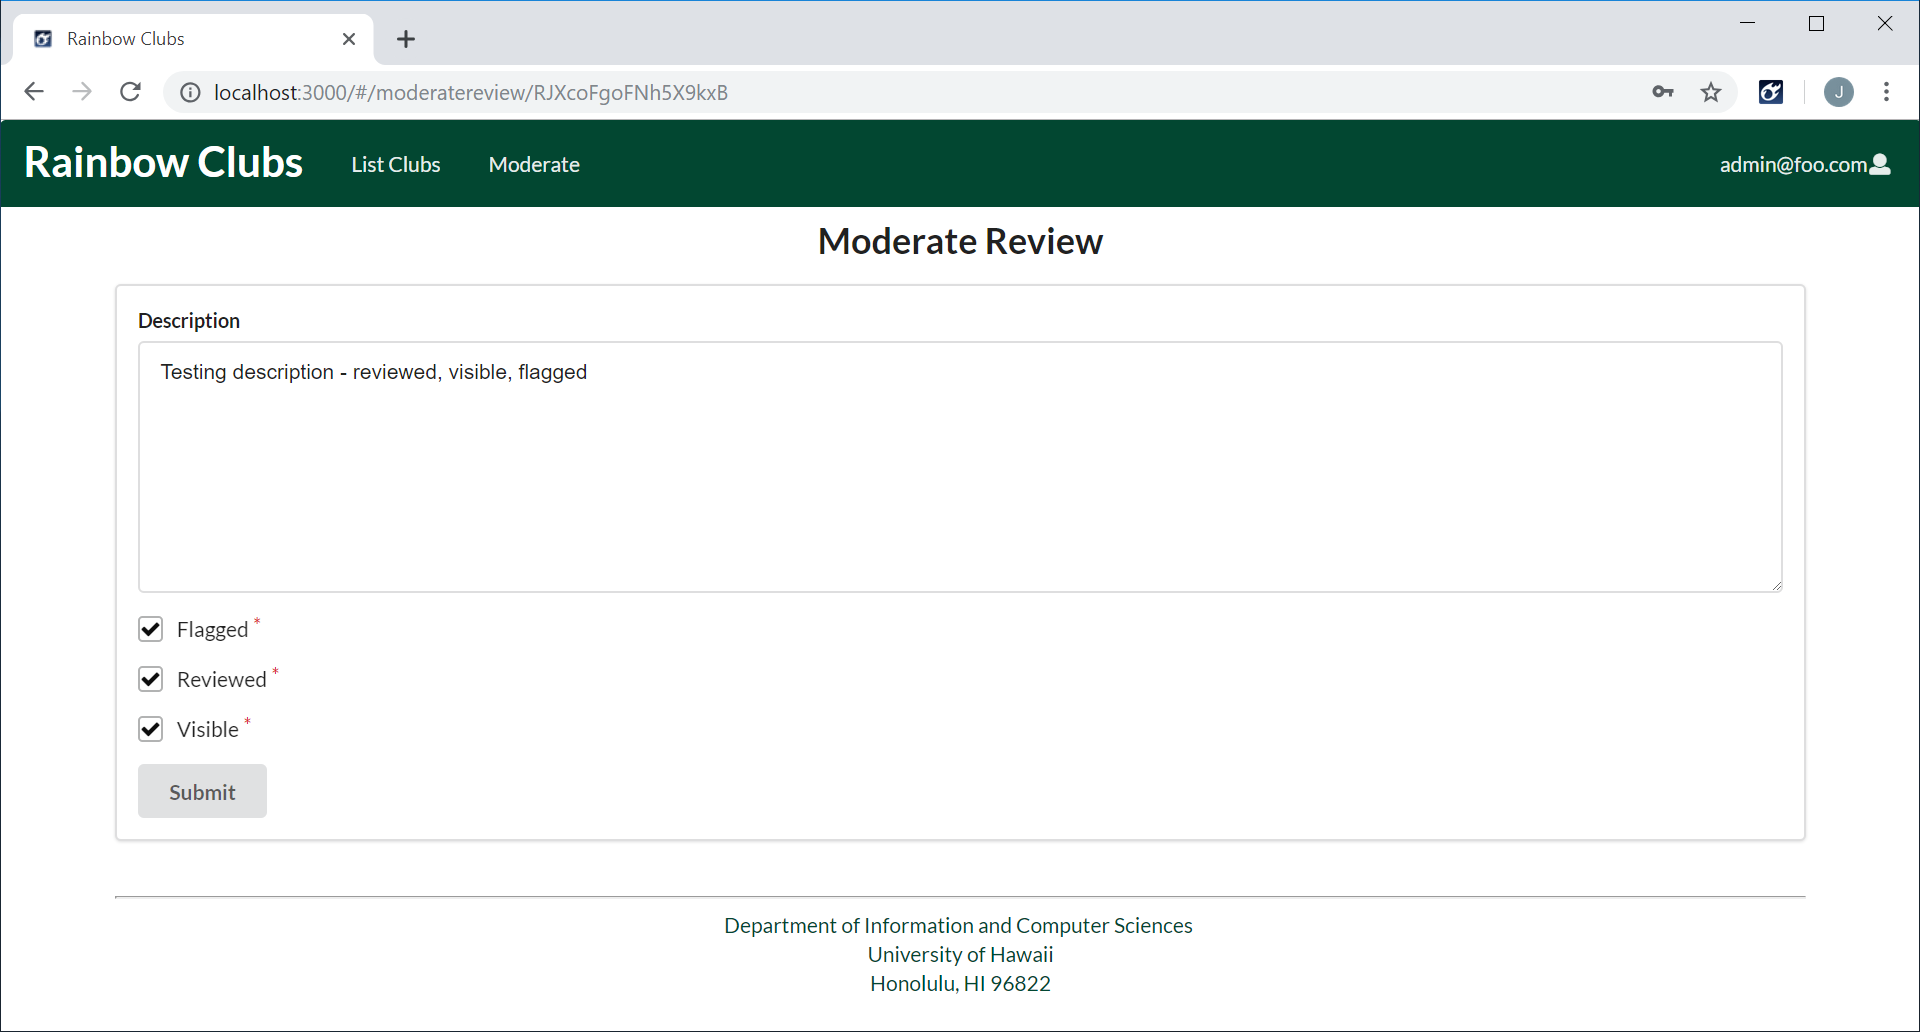 Rainbow Clubs
localhost:3000/#/moderatereview/RJXcoFgoFNh5X9kxB
J
Rainbow Clubs List Clubs Moderate admin@foo.com
Moderate Review
Description
Testing description - reviewed, visible, flagged
Flagged *
Reviewed *
Visible *
Submit
Department of Information and Computer Sciences
University of Hawaii
Honolulu, HI 96822